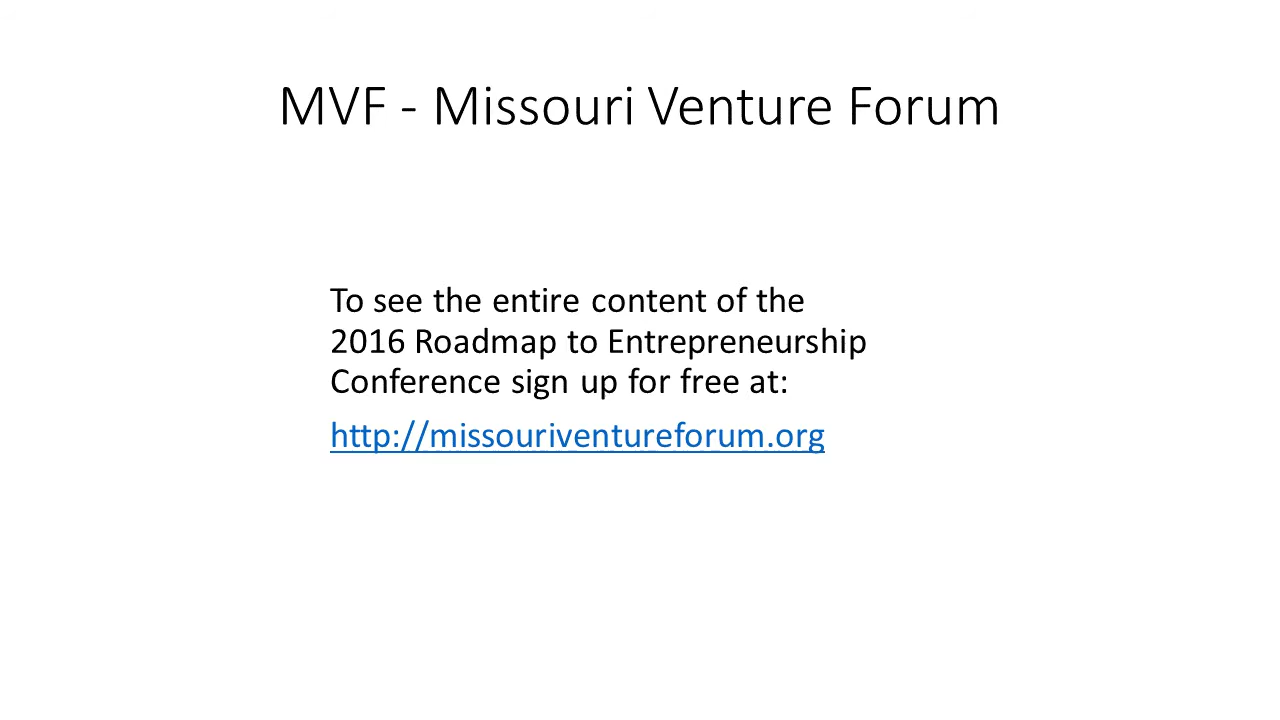 MVF - Missouri Venture Forum
To see the entire content of the
2016 Roadmap to Entrepreneurship
Conference sign up for free at:
http://missouriventureforum.org